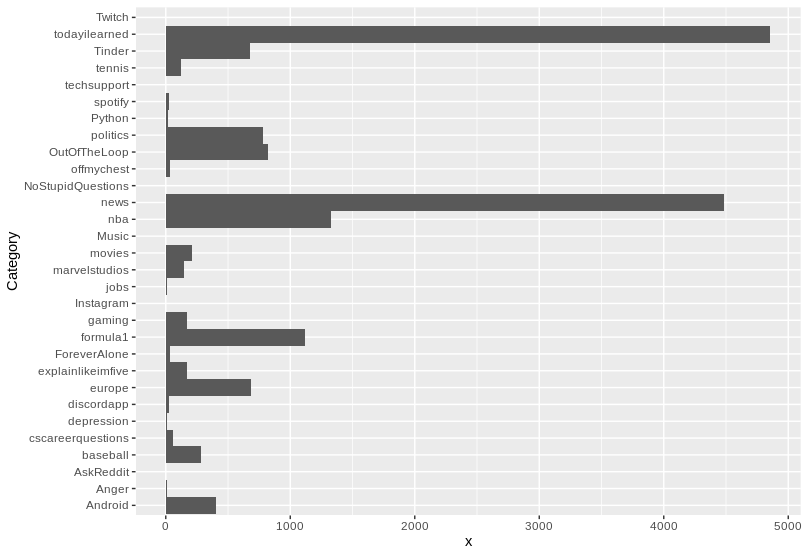 Twitch
todayilearned
Tinder
tennis
techsupport
spotify
Python
politics
OutOfTheLoop
offmychest
NoStupidQuestions
news
nba
Music
movies
marvelstudios
jobs
Instagram
gaming
formula1
ForeverAlone
explainlikeimfive
europe
discordapp
depression
cscareerquestions
baseball
AskReddit
Anger
Android
Category
0 1000 2000 3000 4000 5000
x